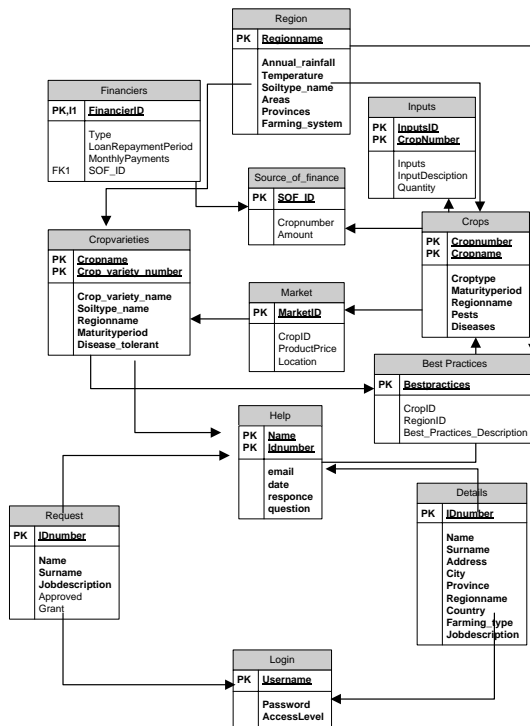 Region
PK Regionname
Annual_rainfall
Temperature
Soiltype_name
Areas
Provinces
Farming_system
Financiers
PK,I1 FinancierID
Type
LoanRepaymentPeriod
MonthlyPayments
FK1 SOF_ID
Inputs
PK InputsID
PK CropNumber
Inputs
InputDesciption
Quantity
Source_of_finance
PK SOF_ID
Cropnumber
Amount
Cropvarieties
PK Cropname
PK Crop_variety_number
Crop_variety_name
Soiltype_name
Regionname
Maturityperiod
Disease_tolerant
Crops
PK Cropnumber
PK Cropname
Croptype
Maturityperiod
Regionname
Pests
Diseases
Market
PK MarketID
CropID
ProductPrice
Location
Best Practices
PK Bestpractices
CropID
RegionID
Best_Practices_Description
Help
PK Name
PK Idnumber
email
date
responce
question
Request
PK IDnumber
Name
Surname
Jobdescription
Approved
Grant
Details
PK IDnumber
Name
Surname
Address
City
Province
Regionname
Country
Farming_type
Jobdescription
Login
PK Username
Password
AccessLevel